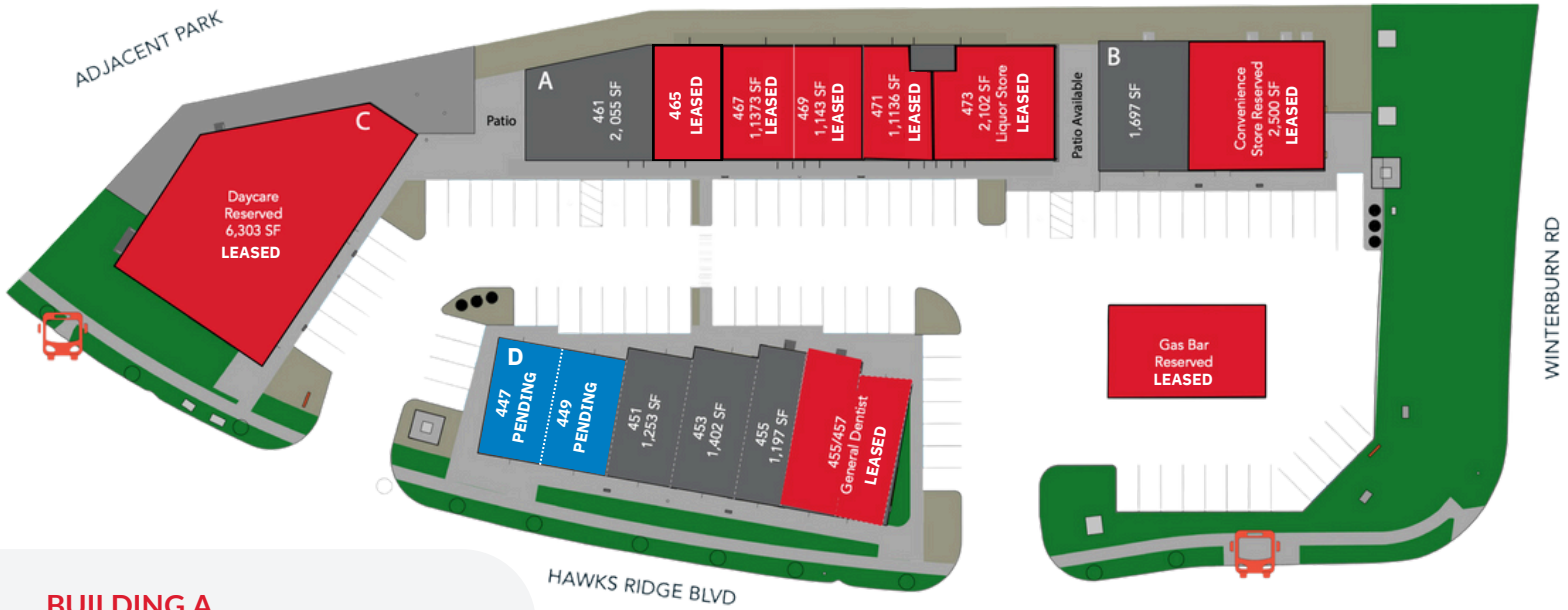 ADJACENT PARK
C
Daycare
Reserved
6,303 SF
LEASED
Patio
A
461
2, 055 SF
465
LEASED
467
1,1373 SF
LEASED
469
1,143 SF
LEASED
471
1,1136 SF
LEASED
473
2,102 SF
Liquor Store
LEASED
Patio Available
B
1,697 SF
Convenience
Store Reserved
2,500 SF
LEASED
WINTERBURN RD
Gas Bar
Reserved
LEASED
D
447
PENDING
449
PENDING
451
1,253 SF
453
1,402 SF
455
1,197 SF
455/457
General Dentist
LEASED
HAWKS RIDGE BLVD
BUILDING A